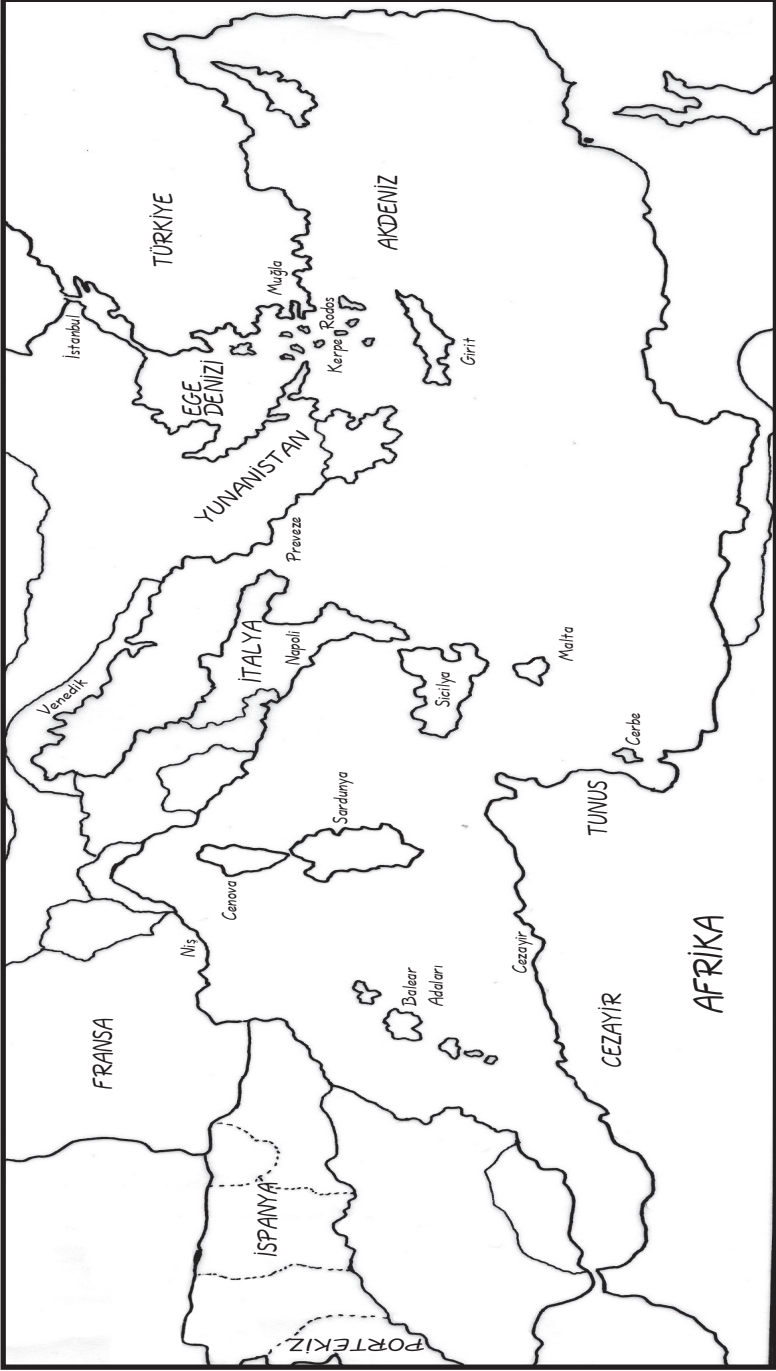 FRANSA
İSPANYA
PORTEKİZ
Niş
Cenova
Sardunya
Balear
Adaları
Venedik
İTALYA
Napoli
Sicilya
Malta
Cerbe
TUNUS
Cezayir
CEZAYİR
AFRİKA
YUNANİSTAN
Preveze
EGE
DENİZİ
İstanbul
TÜRKİYE
Muğla
Rodos
Kerpe
Girit
AKDENİZ